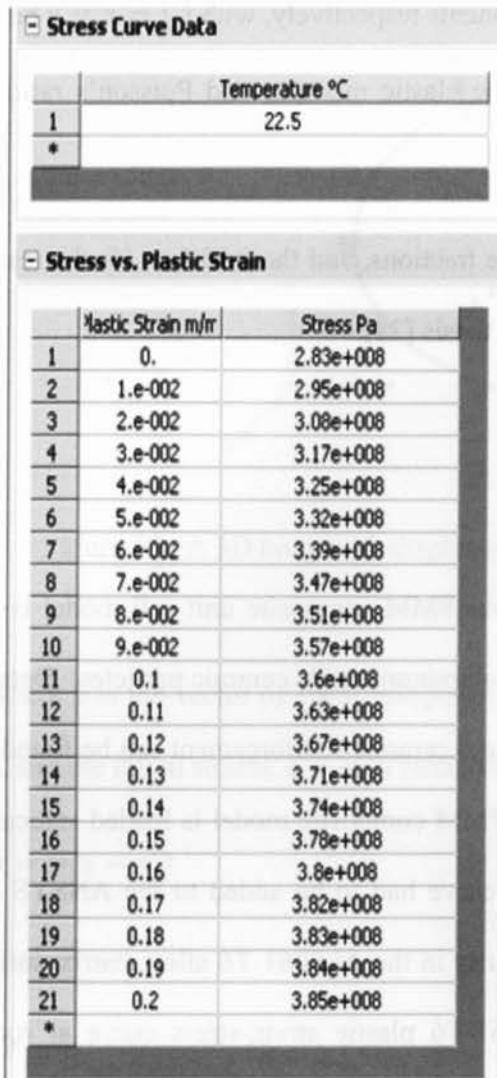 Stress Curve Data
Temperature °C
1 22.5
*
Stress vs. Plastic Strain
lastic Strain m/r Stress Pa
1 0. 2.83e+008
2 1.e-002 2.95e+008
3 2.e-002 3.08e+008
4 3.e-002 3.17e+008
5 4.e-002 3.25e+008
6 5.e-002 3.32e+008
7 6.e-002 3.39e+008
8 7.e-002 3.47e+008
9 8.e-002 3.51e+008
10 9.e-002 3.57e+008
11 3.6e+008
12 0.11 3.63e+008
13 0.12 3.67e+008
14 0.13 3.71e+008
15 0.14 3.74e+008
16 0.15 3.78e+008
17 0.16 3.8e+008
18 0.17 3.82e+008
19 0.18 3.83e+008
20 0.19 3.84e+008
21 0.2 3.85e+008
*